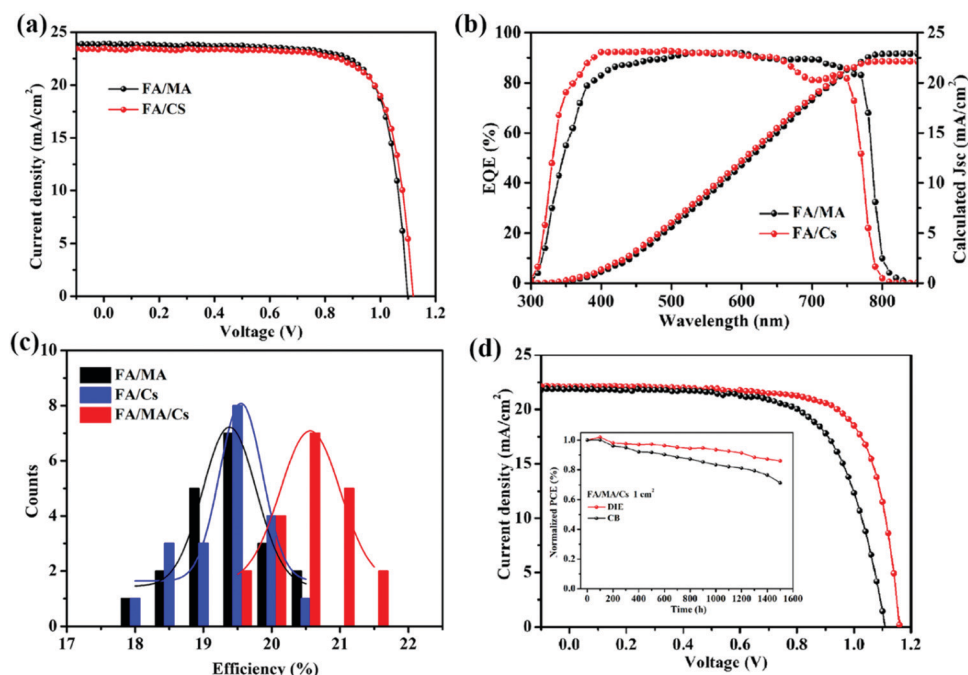 (a)
25
20
15
10
5
0
Current density (mA/cm²)
FA/MA
FA/CS
0.0 0.2 0.4 0.6 0.8 1.0 1.2
Voltage (V)
(b)
100
80
60
40
20
0
EQE (%)
25
20
15
10
5
0
Calculated Jsc (mA/cm²)
FA/MA
FA/Cs
300 400 500 600 700 800
Wavelength (nm)
(c)
10
8
6
4
2
0
Counts
FA/MA
FA/Cs
FA/MA/Cs
17 18 19 20 21 22
Efficiency (%)
(d)
25
20
15
10
5
0
Current density (mA/cm²)
1.0
0.8
0.6
0.4
0.2
0.0
Normalized PCE (%)
FA/MA/Cs 1 cm²
DIE
CB
0 200 400 600 800 1000 1200 1400 1600
Time (h)
0.0 0.2 0.4 0.6 0.8 1.0 1.2
Voltage (V)